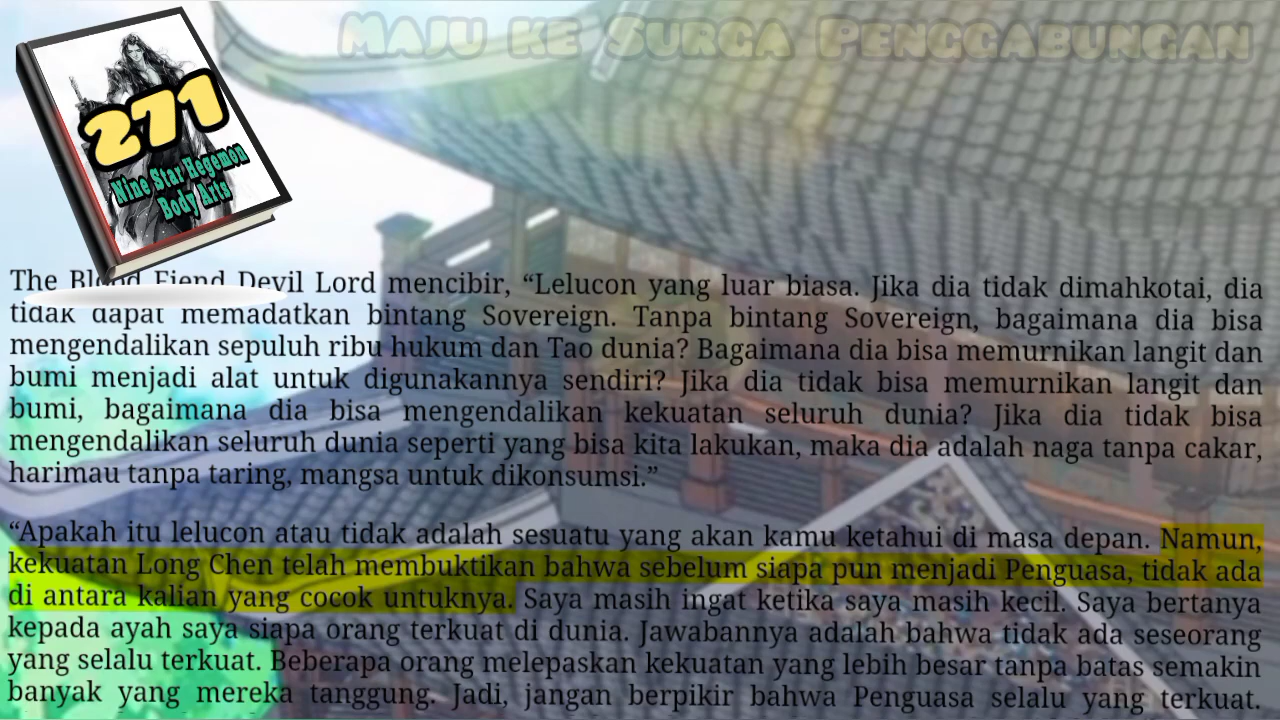 Maju ke Surga Penggabungan
271
Nine Star Hegemon
Body Arts
The Blood Fiend Devil Lord mencibir, “Lelucon yang luar biasa. Jika dia tidak dimahkotai, dia
tidak dapat memadatkan bintang Sovereign. Tanpa bintang Sovereign, bagaimana dia bisa
mengendalikan sepuluh ribu hukum dan Tao dunia? Bagaimana dia bisa memurnikan langit dan
bumi menjadi alat untuk digunakannya sendiri? Jika dia tidak bisa memurnikan langit dan
bumi, bagaimana dia bisa mengendalikan kekuatan seluruh dunia? Jika dia tidak bisa
mengendalikan seluruh dunia seperti yang bisa kita lakukan, maka dia adalah naga tanpa cakar,
harimau tanpa taring, mangsa untuk dikonsumsi.”
“Apakah itu lelucon atau tidak adalah sesuatu yang akan kamu ketahui di masa depan. Namun,
kekuatan Long Chen telah membuktikan bahwa sebelum siapa pun menjadi Penguasa, tidak ada
di antara kalian yang cocok untuknya. Saya masih ingat ketika saya masih kecil. Saya bertanya
kepada ayah saya siapa orang terkuat di dunia. Jawabannya adalah bahwa tidak ada seseorang
yang selalu terkuat. Beberapa orang melepaskan kekuatan yang lebih besar tanpa batas semakin
banyak yang mereka tanggung. Jadi, jangan berpikir bahwa Penguasa selalu yang terkuat.